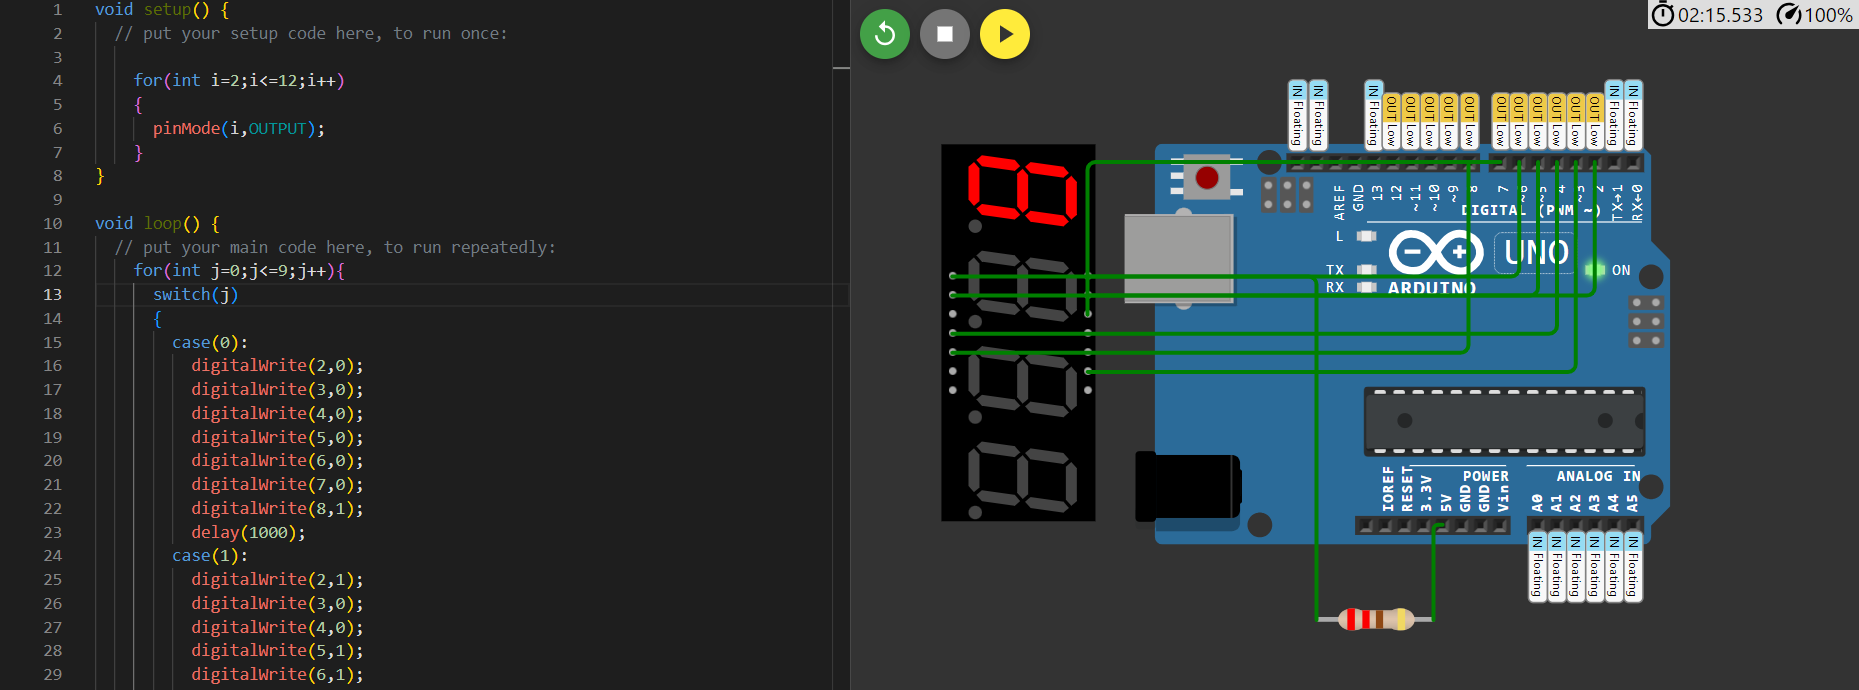 1 void setup() {
2 // put your setup code here, to run once:
3
4 for(int i=2;i<=12;i++)
5 {
6 pinMode(i,OUTPUT);
7 }
8 }
9
10 void loop() {
11 // put your main code here, to run repeatedly:
12 for(int j=0;j<=9;j++){
13 switch(j)
14 {
15 case(0):
16 digitalWrite(2,0);
17 digitalWrite(3,0);
18 digitalWrite(4,0);
19 digitalWrite(5,0);
20 digitalWrite(6,0);
21 digitalWrite(7,0);
22 digitalWrite(8,1);
23 delay(1000);
24 case(1):
25 digitalWrite(2,1);
26 digitalWrite(3,0);
27 digitalWrite(4,0);
28 digitalWrite(5,1);
29 digitalWrite(6,1);
02:15.533 100%
IN Floating
IN Floating
IN Floating
OUT Low
OUT Low
OUT Low
OUT Low
OUT Low
OUT Low
OUT Low
OUT Low
OUT Low
OUT Low
OUT Low
IN Floating
IN Floating
AREF
GND
13
12
~11
~10
~9
8
7
~6
~5
4
~3
2
TX→1
RX←0
DIGITAL (PWM ~)
L
TX
RX
UNO
ON
ARDUINO
POWER
ANALOG IN
IOREF
RESET
3.3V
5V
GND
GND
Vin
A0
A1
A2
A3
A4
A5
IN Floating
IN Floating
IN Floating
IN Floating
IN Floating
IN Floating